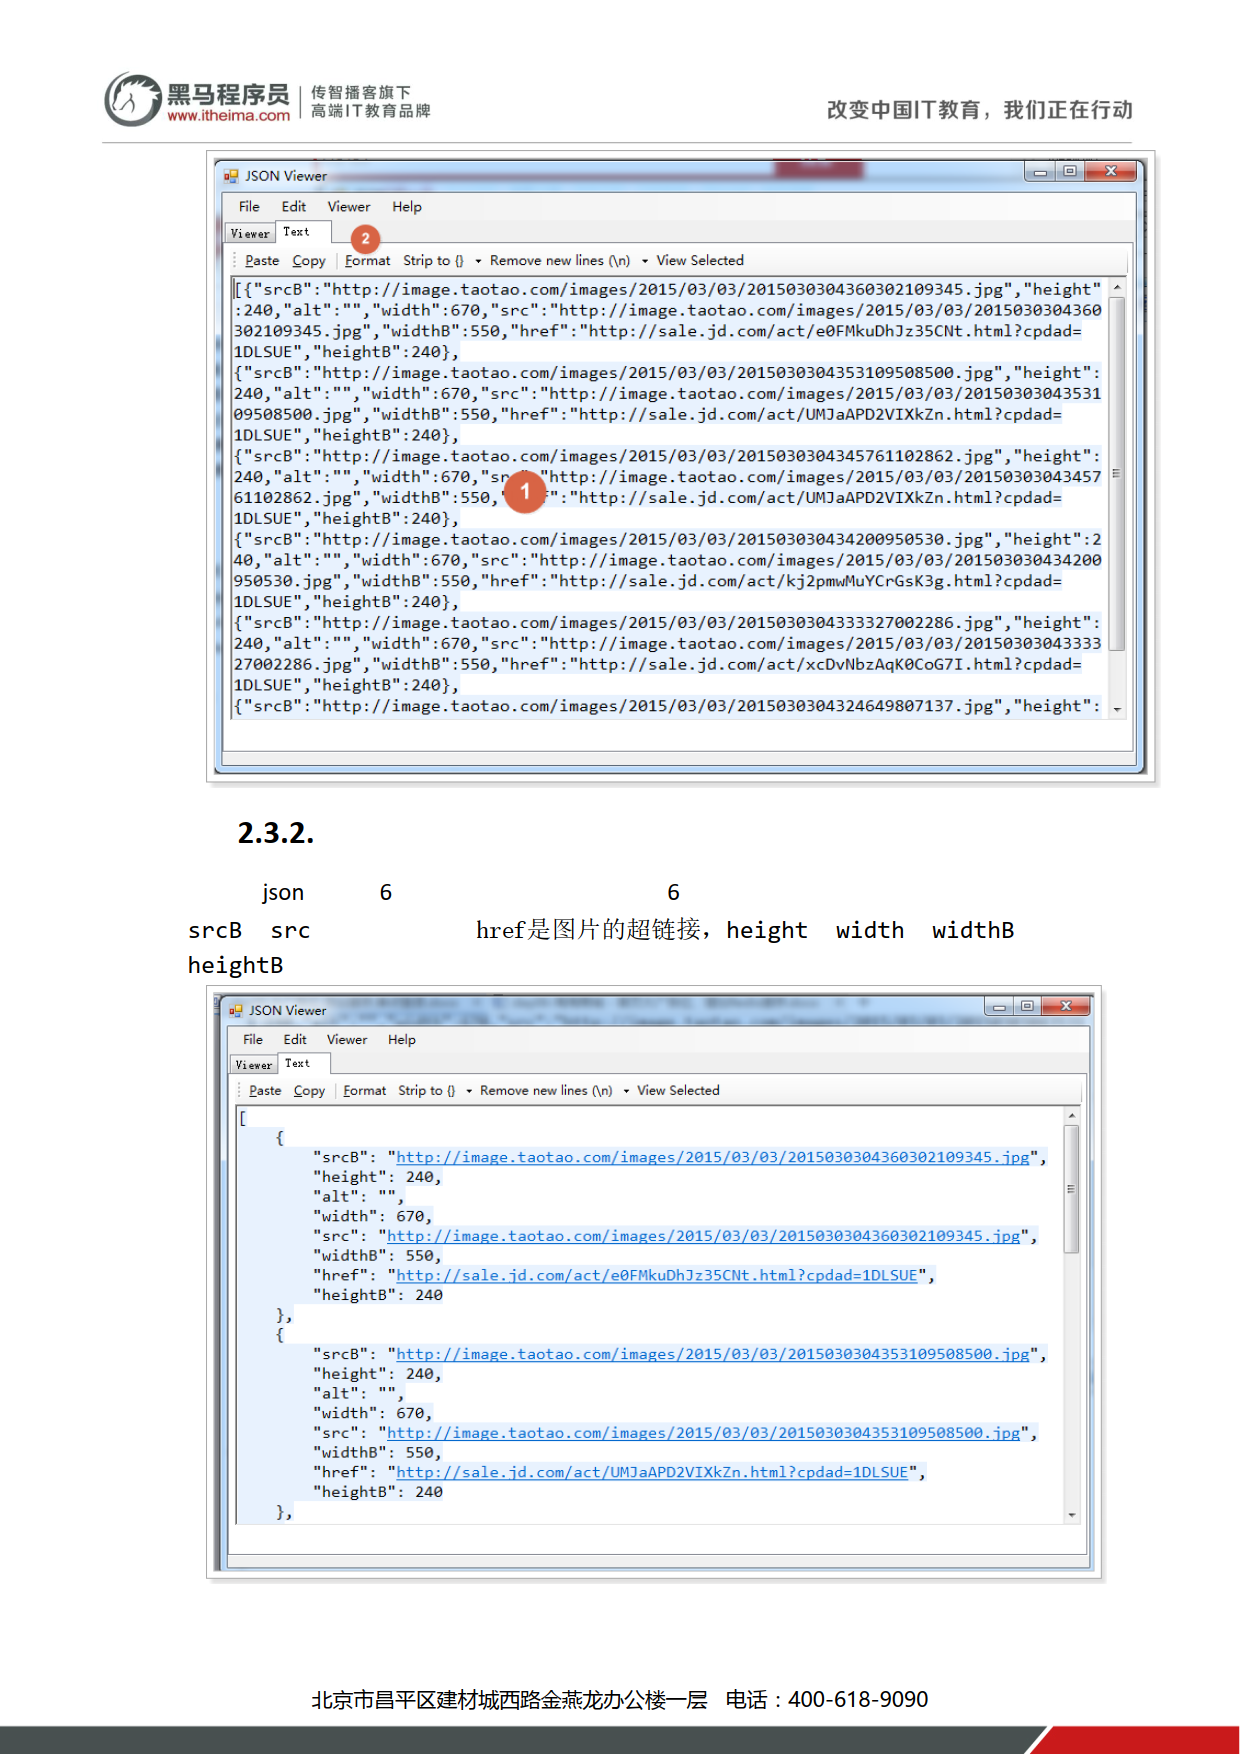 黑马程序员
www.itheima.com
传智播客旗下
高端IT教育品牌
改变中国IT教育，我们正在行动
JSON Viewer
File Edit Viewer Help
Viewer Text
2
Paste Copy Format Strip to {} Remove new lines (\n) View Selected
[{"srcB":"http://image.taotao.com/images/2015/03/03/2015030304360302109345.jpg","height"
:240,"alt":"","width":670,"src":"http://image.taotao.com/images/2015/03/03/2015030304360
302109345.jpg","widthB":550,"href":"http://sale.jd.com/act/e0FMkuDhJz35CNt.html?cpdad=
1DLSUE","heightB":240},
{"srcB":"http://image.taotao.com/images/2015/03/03/2015030304353109508500.jpg","height":
240,"alt":"","width":670,"src":"http://image.taotao.com/images/2015/03/03/20150303043531
09508500.jpg","widthB":550,"href":"http://sale.jd.com/act/UMJaAPD2VIXkZn.html?cpdad=
1DLSUE","heightB":240},
{"srcB":"http://image.taotao.com/images/2015/03/03/2015030304345761102862.jpg","height":
240,"alt":"","width":670,"src":"http://image.taotao.com/images/2015/03/03/20150303043457
61102862.jpg","widthB":550, 1 f":"http://sale.jd.com/act/UMJaAPD2VIXkZn.html?cpdad=
1DLSUE","heightB":240},
{"srcB":"http://image.taotao.com/images/2015/03/03/201503030434200950530.jpg","height":2
40,"alt":"","width":670,"src":"http://image.taotao.com/images/2015/03/03/201503030434200
950530.jpg","widthB":550,"href":"http://sale.jd.com/act/kj2pmwMuYCrGsK3g.html?cpdad=
1DLSUE","heightB":240},
{"srcB":"http://image.taotao.com/images/2015/03/03/2015030304333327002286.jpg","height":
240,"alt":"","width":670,"src":"http://image.taotao.com/images/2015/03/03/20150303043333
27002286.jpg","widthB":550,"href":"http://sale.jd.com/act/xcDvNbzAqK0CoG7I.html?cpdad=
1DLSUE","heightB":240},
{"srcB":"http://image.taotao.com/images/2015/03/03/2015030304324649807137.jpg","height":
2.3.2.
json 6 6
srcB src href是图片的超链接，height width widthB
heightB
JSON Viewer
File Edit Viewer Help
Viewer Text
Paste Copy Format Strip to {} Remove new lines (\n) View Selected
[
{
"srcB": "http://image.taotao.com/images/2015/03/03/2015030304360302109345.jpg",
"height": 240,
"alt": "",
"width": 670,
"src": "http://image.taotao.com/images/2015/03/03/2015030304360302109345.jpg",
"widthB": 550,
"href": "http://sale.jd.com/act/e0FMkuDhJz35CNt.html?cpdad=1DLSUE",
"heightB": 240
},
{
"srcB": "http://image.taotao.com/images/2015/03/03/2015030304353109508500.jpg",
"height": 240,
"alt": "",
"width": 670,
"src": "http://image.taotao.com/images/2015/03/03/2015030304353109508500.jpg",
"widthB": 550,
"href": "http://sale.jd.com/act/UMJaAPD2VIXkZn.html?cpdad=1DLSUE",
"heightB": 240
},
北京市昌平区建材城西路金燕龙办公楼一层 电话：400-618-9090